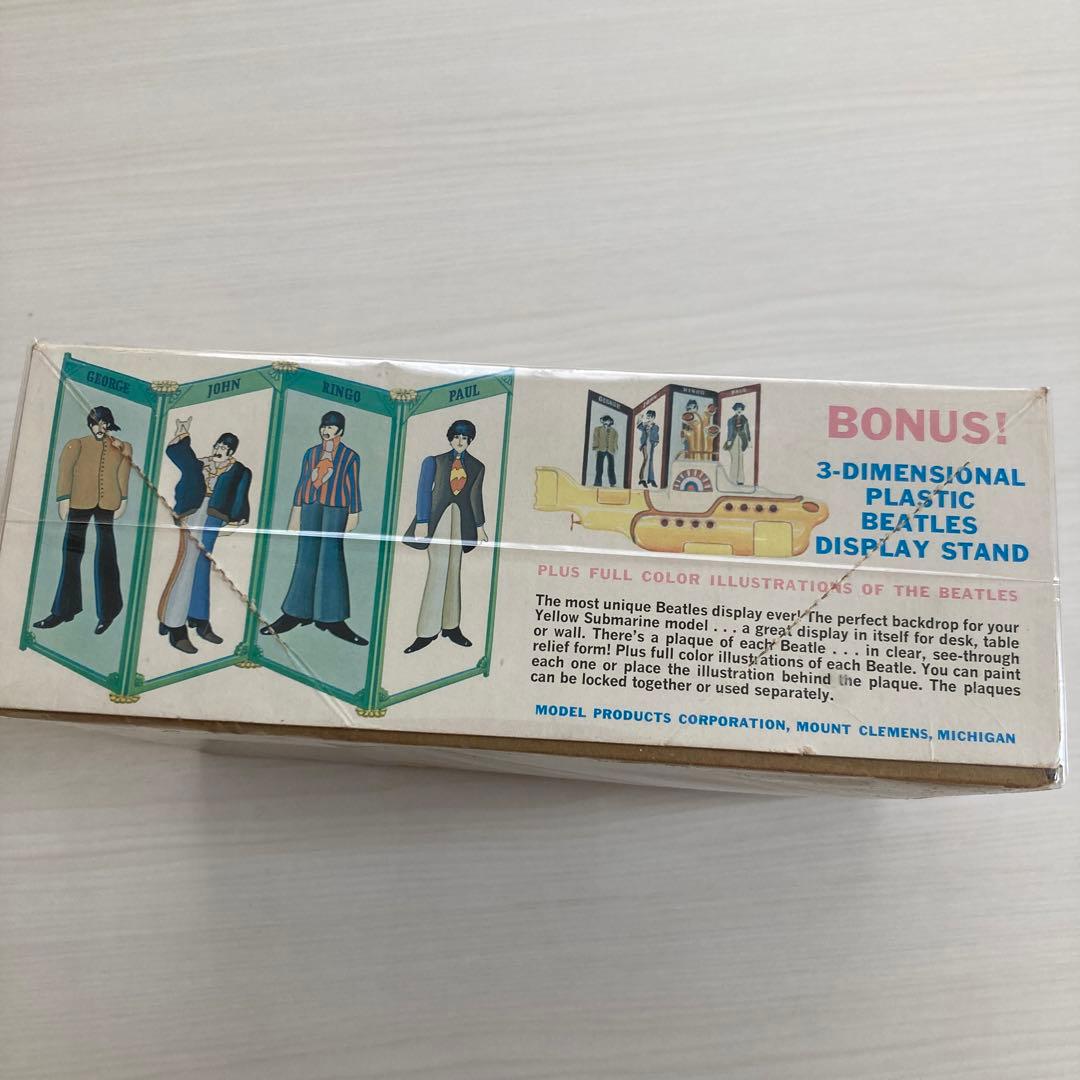 GEORGE
JOHN
RINGO
PAUL
GEORGE
JOHN
RINGO
PAUL
BONUS!
3-DIMENSIONAL
PLASTIC
BEATLES
DISPLAY STAND
PLUS FULL COLOR ILLUSTRATIONS OF THE BEATLES
The most unique Beatles display ever! The perfect backdrop for your
Yellow Submarine model . . . a great display in itself for desk, table
or wall. There's a plaque of each Beatle . . . in clear, see-through
relief form! Plus full color illustrations of each Beatle. You can paint
each one or place the illustration behind the plaque. The plaques
can be locked together or used separately.
MODEL PRODUCTS CORPORATION, MOUNT CLEMENS, MICHIGAN